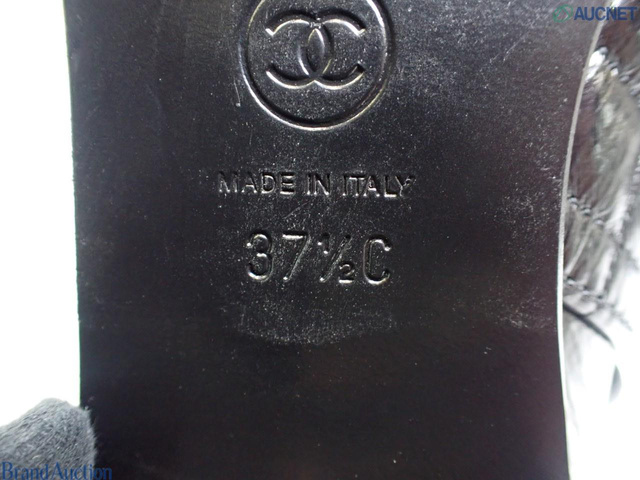 AUCNET
MADE IN ITALY
37½C
Brand Auction